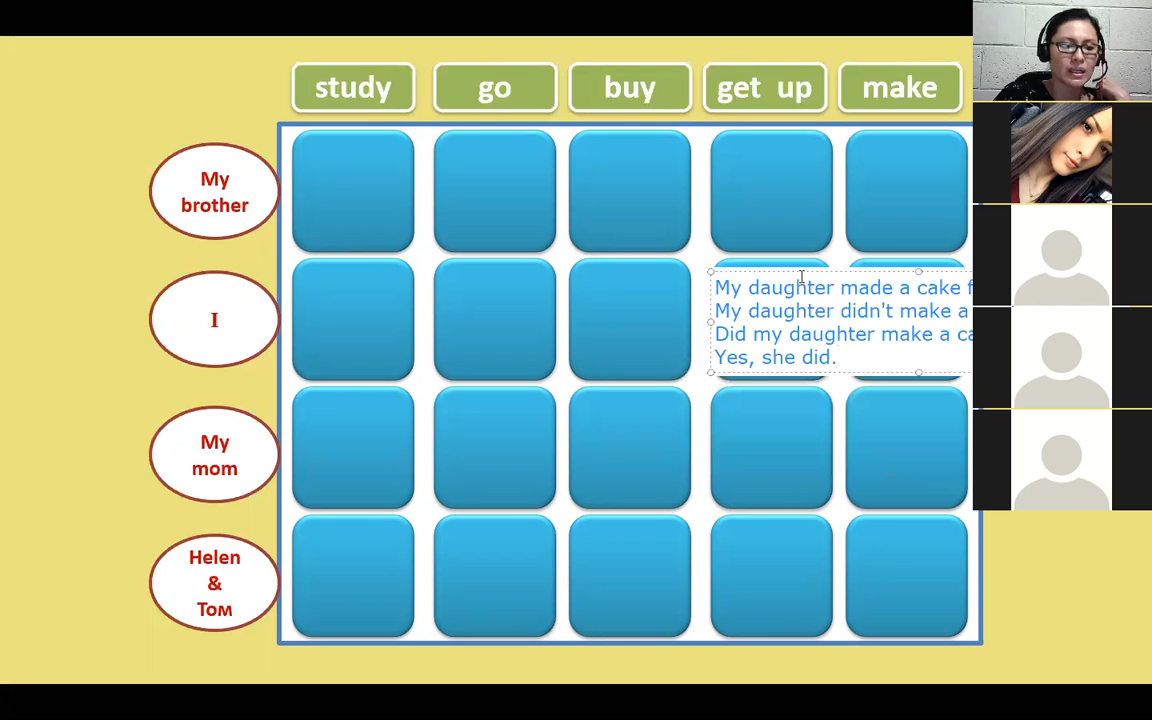 study go buy get up make
My
brother
I
My daughter made a cake
My daughter didn't make a
Did my daughter make a
Yes, she did.
My
mom
Helen
&
Tom